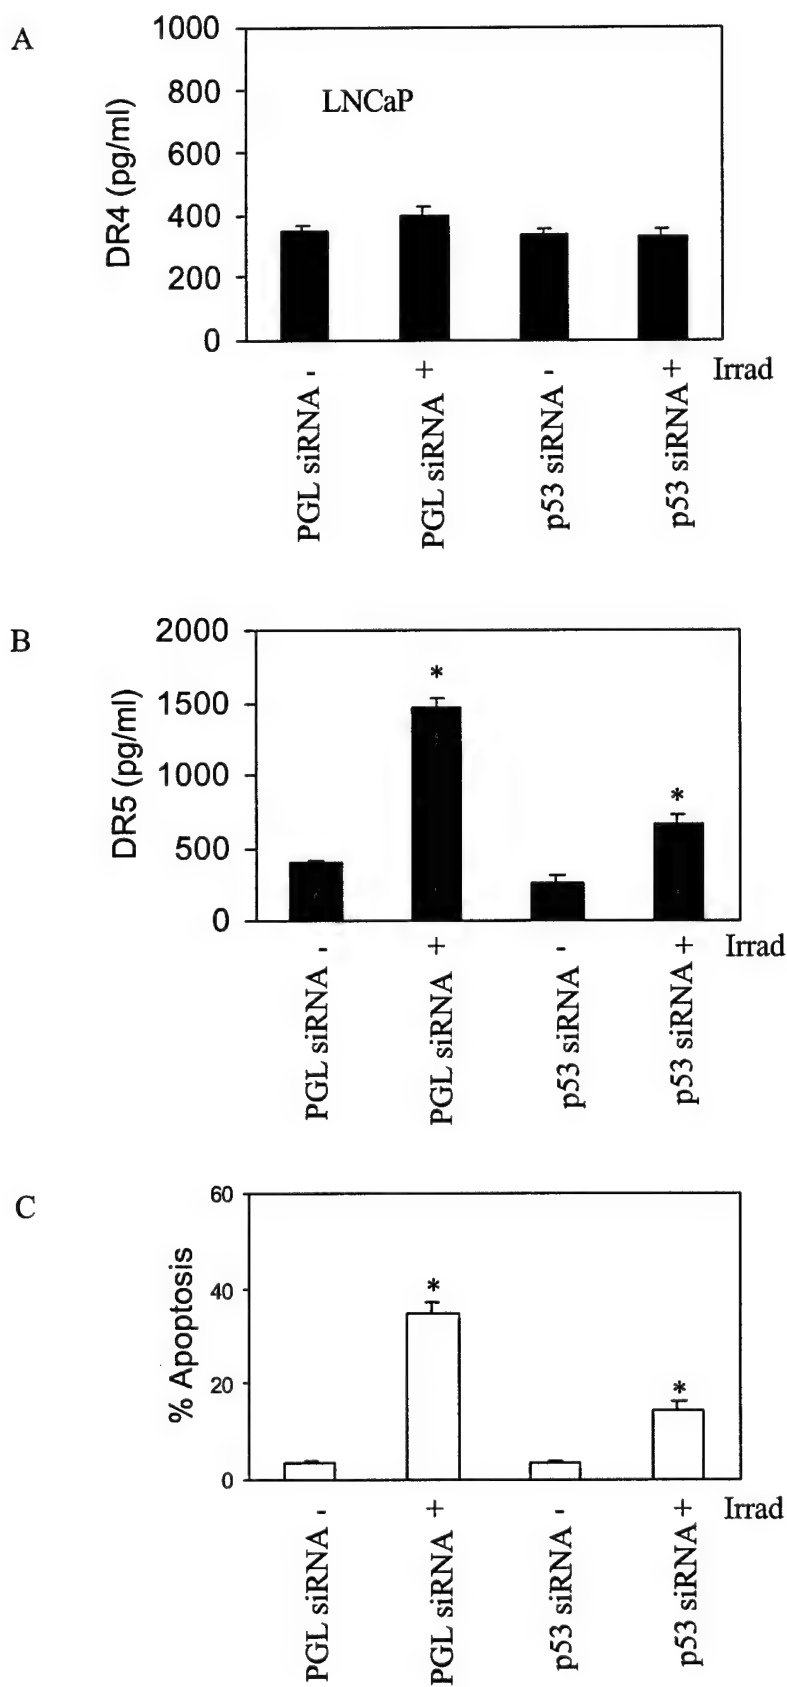 A
1000
800
600
400
200
0
DR4 (pg/ml)
LNCaP
- + - + Irrad
PGL siRNA
PGL siRNA
p53 siRNA
p53 siRNA
B
2000
1500
1000
500
0
DR5 (pg/ml)
*
*
- + - + Irrad
PGL siRNA
PGL siRNA
p53 siRNA
p53 siRNA
C
60
40
20
0
% Apoptosis
*
*
- + - + Irrad
PGL siRNA
PGL siRNA
p53 siRNA
p53 siRNA